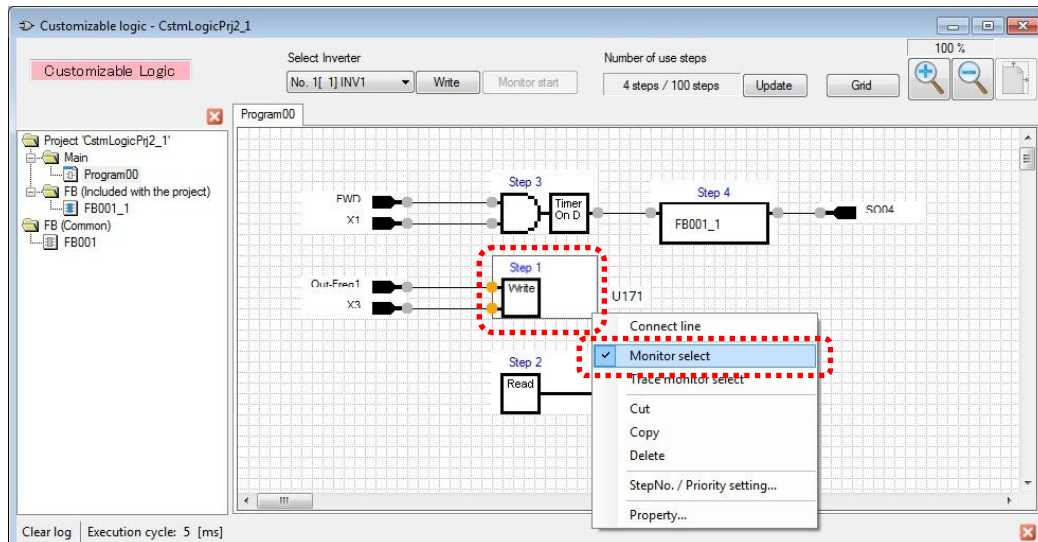 Customizable logic - CstmLogicPrj2_1
Customizable Logic
Select Inverter
No. 1[ 1] INV1
Write
Monitor start
Number of use steps
4 steps / 100 steps
Update
Grid
100 %
Program00
Project 'CstmLogicPrj2_1'
Main
Program00
FB (Included with the project)
FB001_1
FB (Common)
FB001
Step 3
FWD
X1
Timer
On D
Step 4
FB001_1
SO04
Step 1
Out-Freq1
X3
Write
U171
Step 2
Read
Connect line
Monitor select
Trace monitor select
Cut
Copy
Delete
StepNo. / Priority setting...
Property...
Clear log
Execution cycle: 5 [ms]